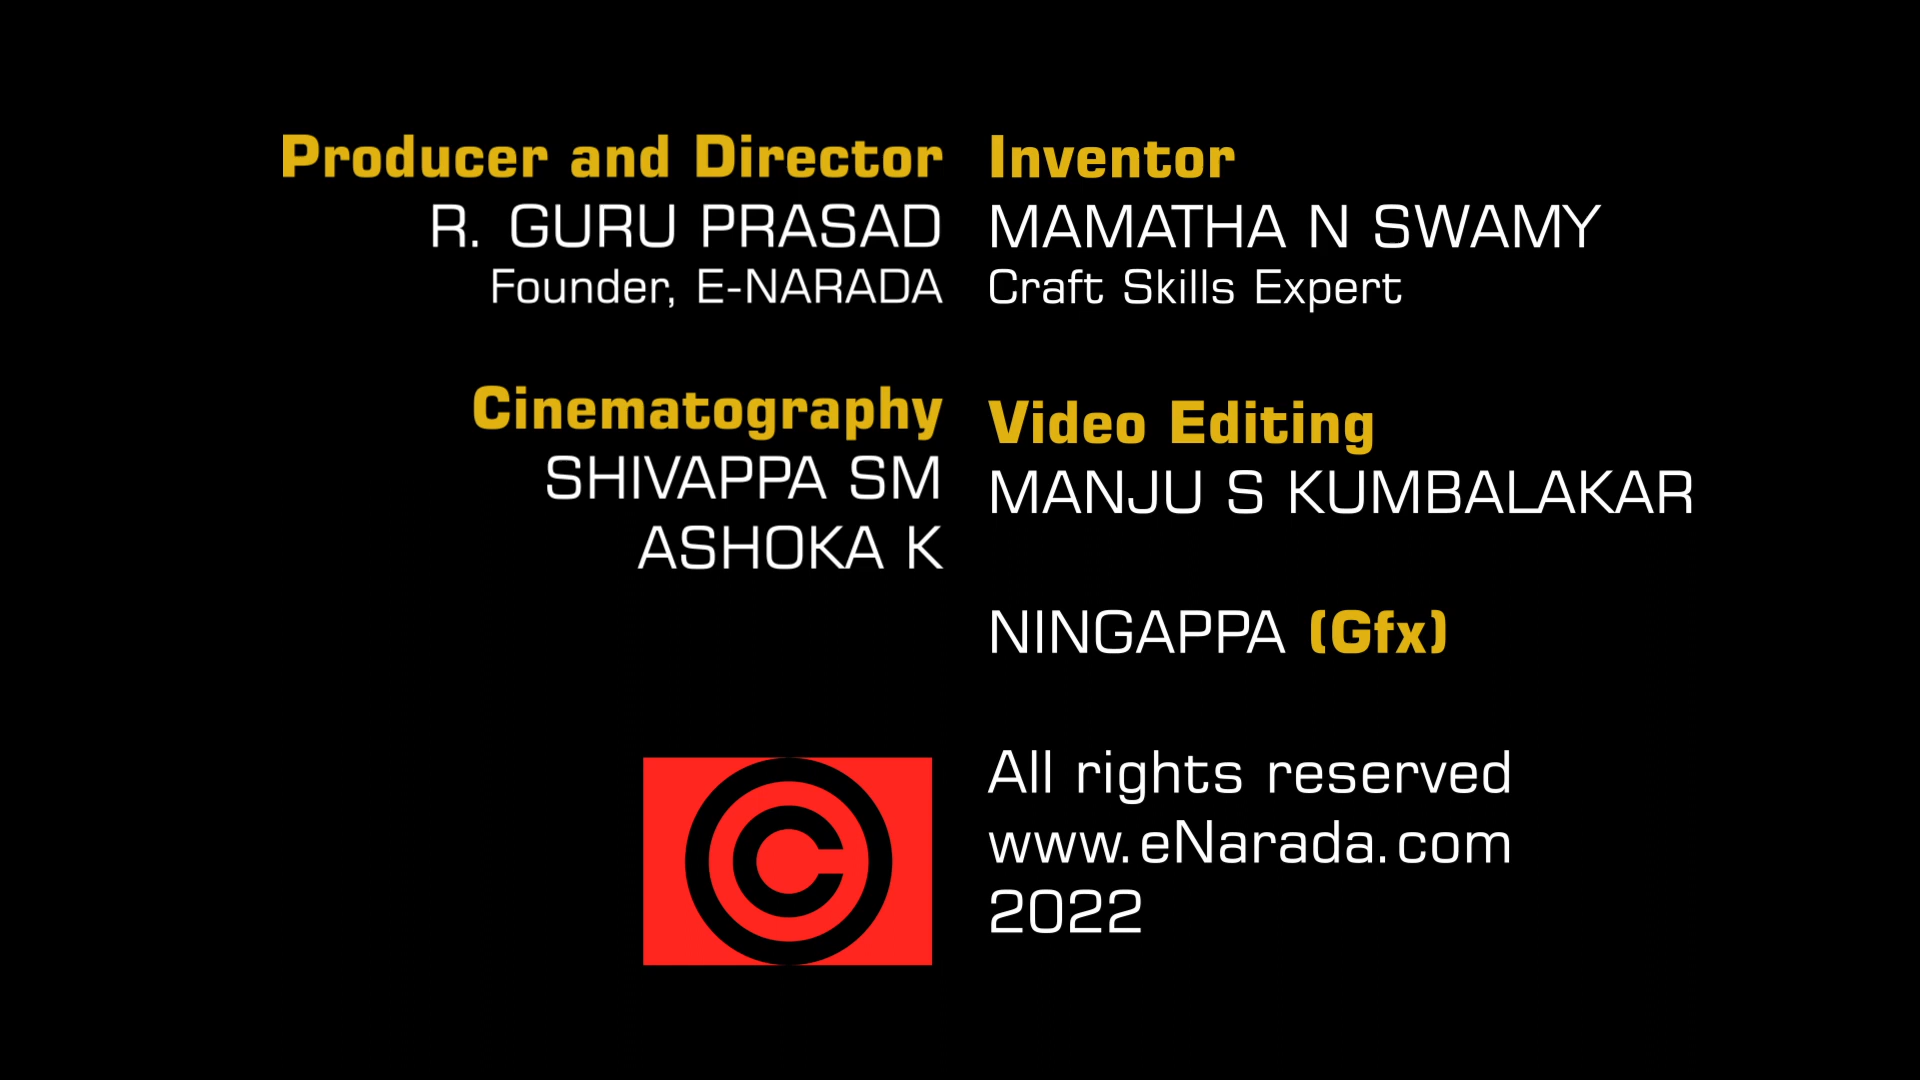 Producer and Director
R. GURU PRASAD
Founder, E-NARADA
Cinematography
SHIVAPPA SM
ASHOKA K
Inventor
MAMATHA N SWAMY
Craft Skills Expert
Video Editing
MANJU S KUMBALAKAR
NINGAPPA (Gfx)
©
All rights reserved
www.eNarada.com
2022